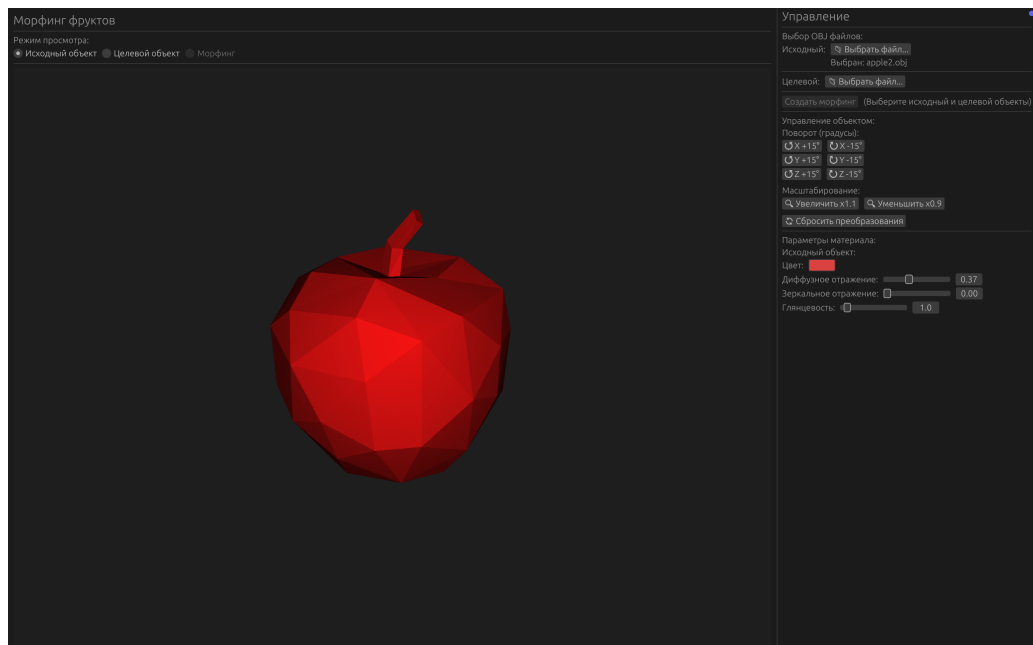 Морфинг фруктов
Режим просмотра:
Исходный объект Целевой объект Морфинг
Управление
Выбор OBJ файлов:
Исходный: Выбрать файл...
Выбран: apple2.obj
Целевой: Выбрать файл...
Создать морфинг (Выберите исходный и целевой объекты)
Управление объектом:
Поворот (градусы):
X +15° X -15°
Y +15° Y -15°
Z +15° Z -15°
Масштабирование:
Увеличить x1.1 Уменьшить x0.9
Сбросить преобразования
Параметры материала:
Исходный объект:
Цвет:
Диффузное отражение: 0.37
Зеркальное отражение: 0.00
Глянцевость: 1.0